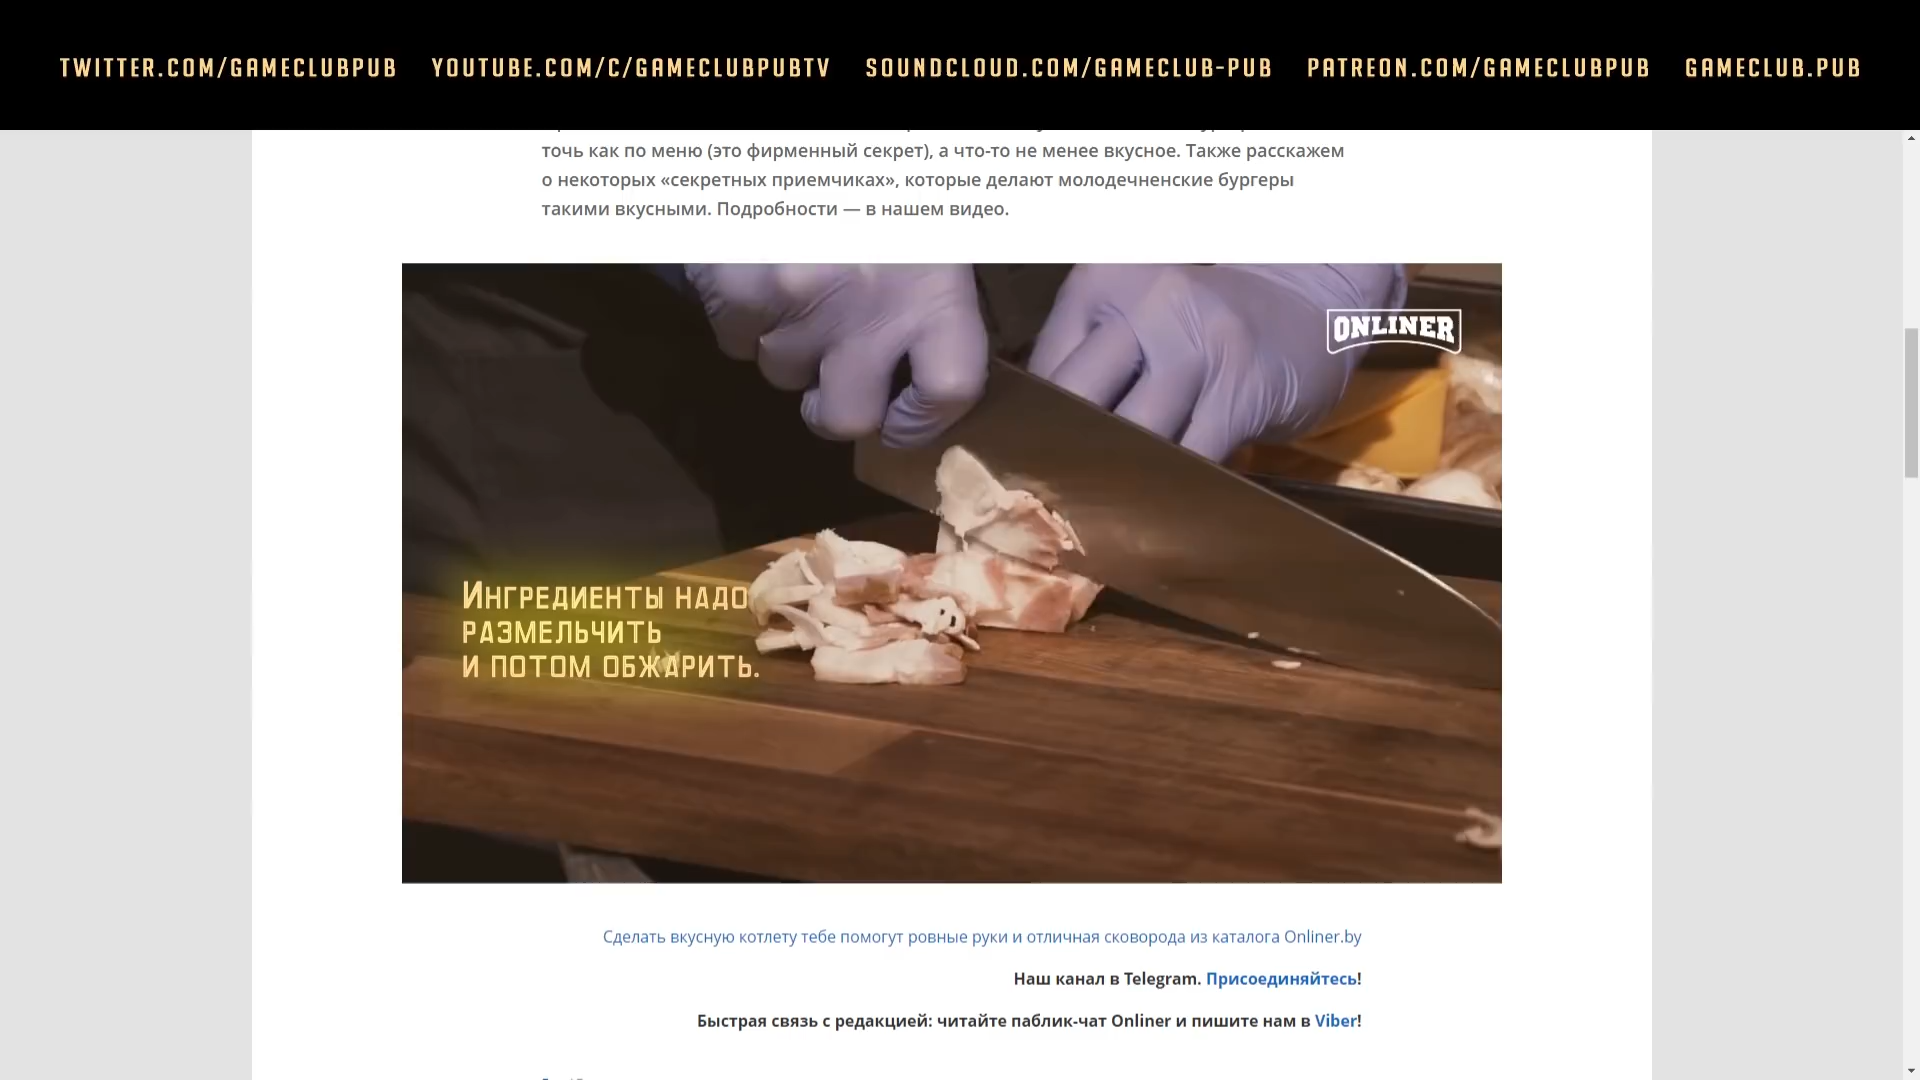 TWITTER.COM/GAMECLUBPUB YOUTUBE.COM/C/GAMECLUBPUBTV SOUNDCLOUD.COM/GAMECLUB-PUB PATREON.COM/GAMECLUBPUB GAMECLUB.PUB
точь как по меню (это фирменный секрет), а что-то не менее вкусное. Также расскажем
о некоторых «секретных приемчиках», которые делают молодечненские бургеры
такими вкусными. Подробности — в нашем видео.
ONLINER
Ингредиенты надо
размельчить
и потом обжарить.
Сделать вкусную котлету тебе помогут ровные руки и отличная сковорода из каталога Onliner.by
Наш канал в Telegram. Присоединяйтесь!
Быстрая связь с редакцией: читайте паблик-чат Onliner и пишите нам в Viber!